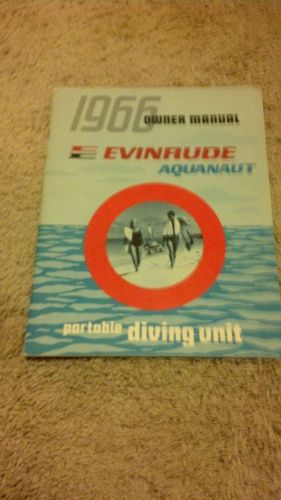 1966 OWNER MANUAL
EVINRUDE
AQUANAUT
portable diving unit